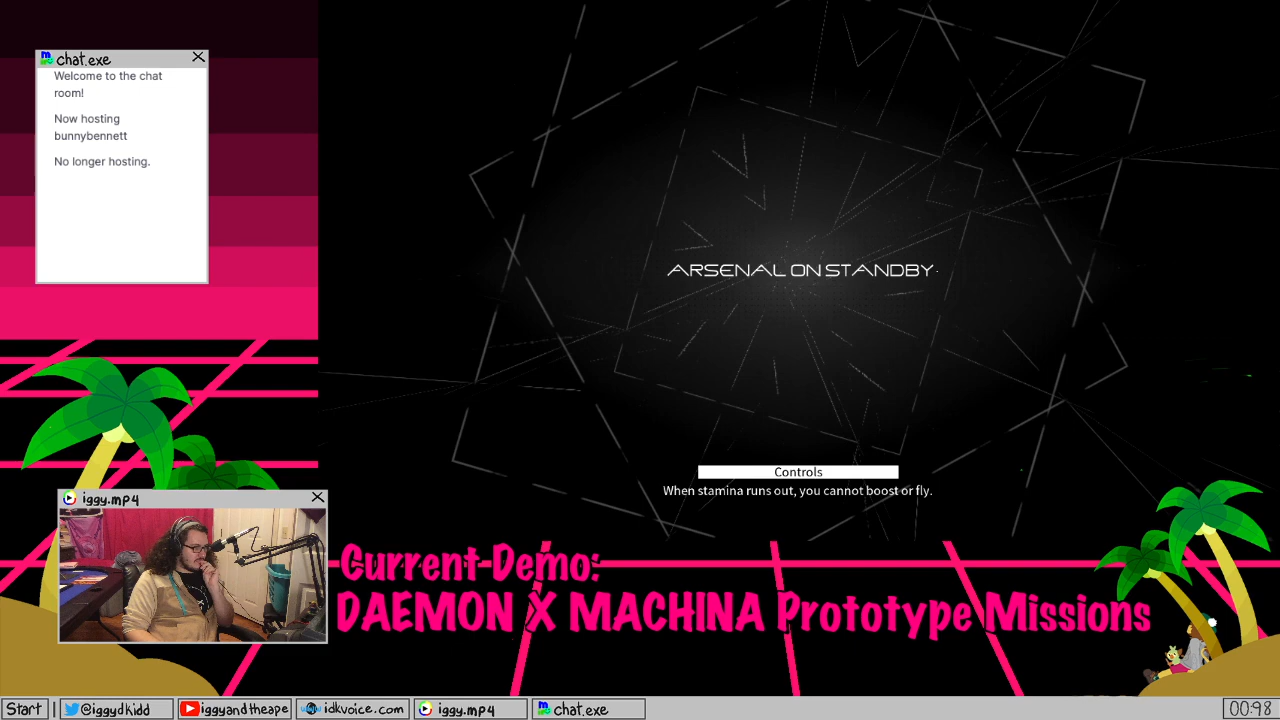 chat.exe
Welcome to the chat
room!
Now hosting
bunnybennett
No longer hosting.
ARSENAL ON STANDBY
Controls
When stamina runs out, you cannot boost or fly.
iggy.mp4
Current Demo:
DAEMON X MACHINA Prototype Missions
Start
@iggydkidd
iggyandtheape
www idkvoice.com
iggy.mp4
chat.exe
00:98